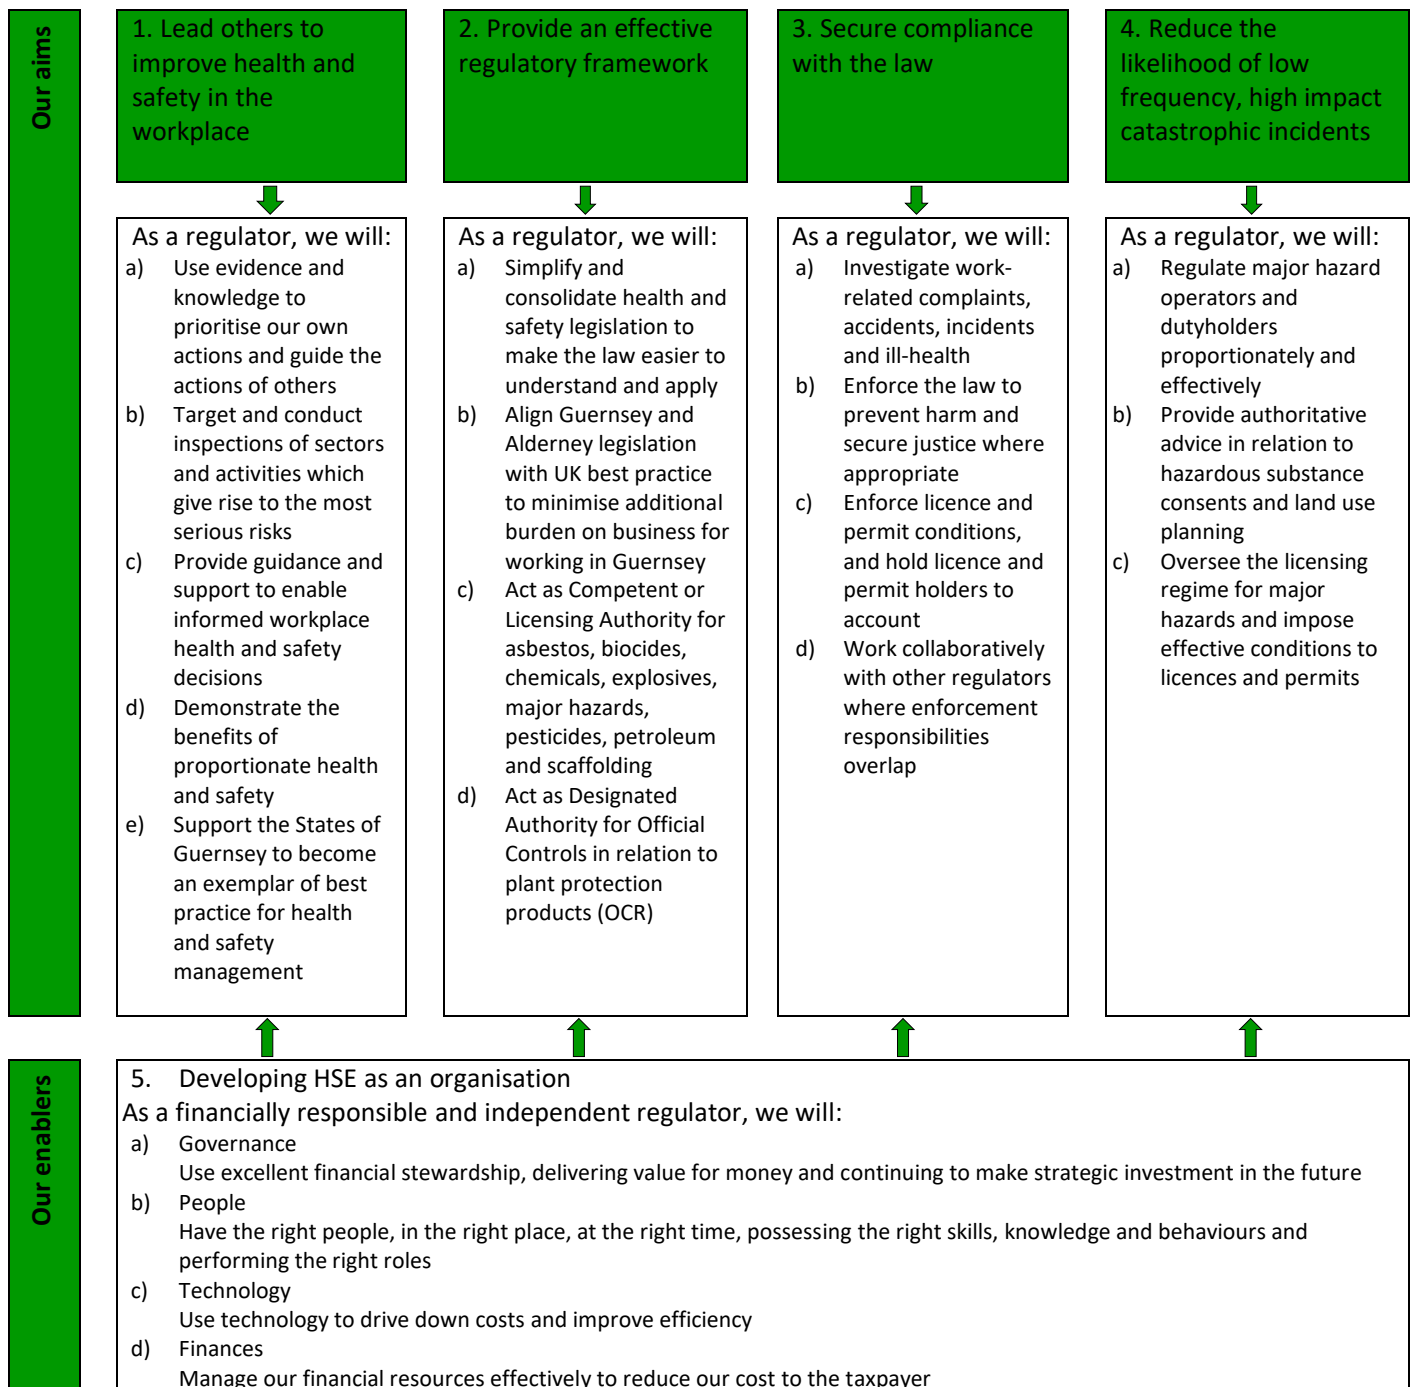 Our aims
1. Lead others to
improve health and
safety in the
workplace
2. Provide an effective
regulatory framework
3. Secure compliance
with the law
4. Reduce the
likelihood of low
frequency, high impact
catastrophic incidents
As a regulator, we will:
a) Use evidence and
knowledge to
prioritise our own
actions and guide the
actions of others
b) Target and conduct
inspections of sectors
and activities which
give rise to the most
serious risks
c) Provide guidance and
support to enable
informed workplace
health and safety
decisions
d) Demonstrate the
benefits of
proportionate health
and safety
e) Support the States of
Guernsey to become
an exemplar of best
practice for health
and safety
management
As a regulator, we will:
a) Simplify and
consolidate health and
safety legislation to
make the law easier to
understand and apply
b) Align Guernsey and
Alderney legislation
with UK best practice
to minimise additional
burden on business for
working in Guernsey
c) Act as Competent or
Licensing Authority for
asbestos, biocides,
chemicals, explosives,
major hazards,
pesticides, petroleum
and scaffolding
d) Act as Designated
Authority for Official
Controls in relation to
plant protection
products (OCR)
As a regulator, we will:
a) Investigate work-
related complaints,
accidents, incidents
and ill-health
b) Enforce the law to
prevent harm and
secure justice where
appropriate
c) Enforce licence and
permit conditions,
and hold licence and
permit holders to
account
d) Work collaboratively
with other regulators
where enforcement
responsibilities
overlap
As a regulator, we will:
a) Regulate major hazard
operators and
dutyholders
proportionately and
effectively
b) Provide authoritative
advice in relation to
hazardous substance
consents and land use
planning
c) Oversee the licensing
regime for major
hazards and impose
effective conditions to
licences and permits
Our enablers
5. Developing HSE as an organisation
As a financially responsible and independent regulator, we will:
a) Governance
Use excellent financial stewardship, delivering value for money and continuing to make strategic investment in the future
b) People
Have the right people, in the right place, at the right time, possessing the right skills, knowledge and behaviours and
performing the right roles
c) Technology
Use technology to drive down costs and improve efficiency
d) Finances
Manage our financial resources effectively to reduce our cost to the taxpayer